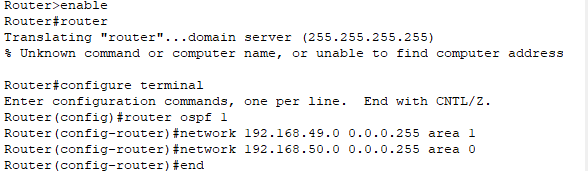 Router>enable
Router#router
Translating "router"...domain server (255.255.255.255)
% Unknown command or computer name, or unable to find computer address

Router#configure terminal
Enter configuration commands, one per line.  End with CNTL/Z.
Router(config)#router ospf 1
Router(config-router)#network 192.168.49.0 0.0.0.255 area 1
Router(config-router)#network 192.168.50.0 0.0.0.255 area 0
Router(config-router)#end